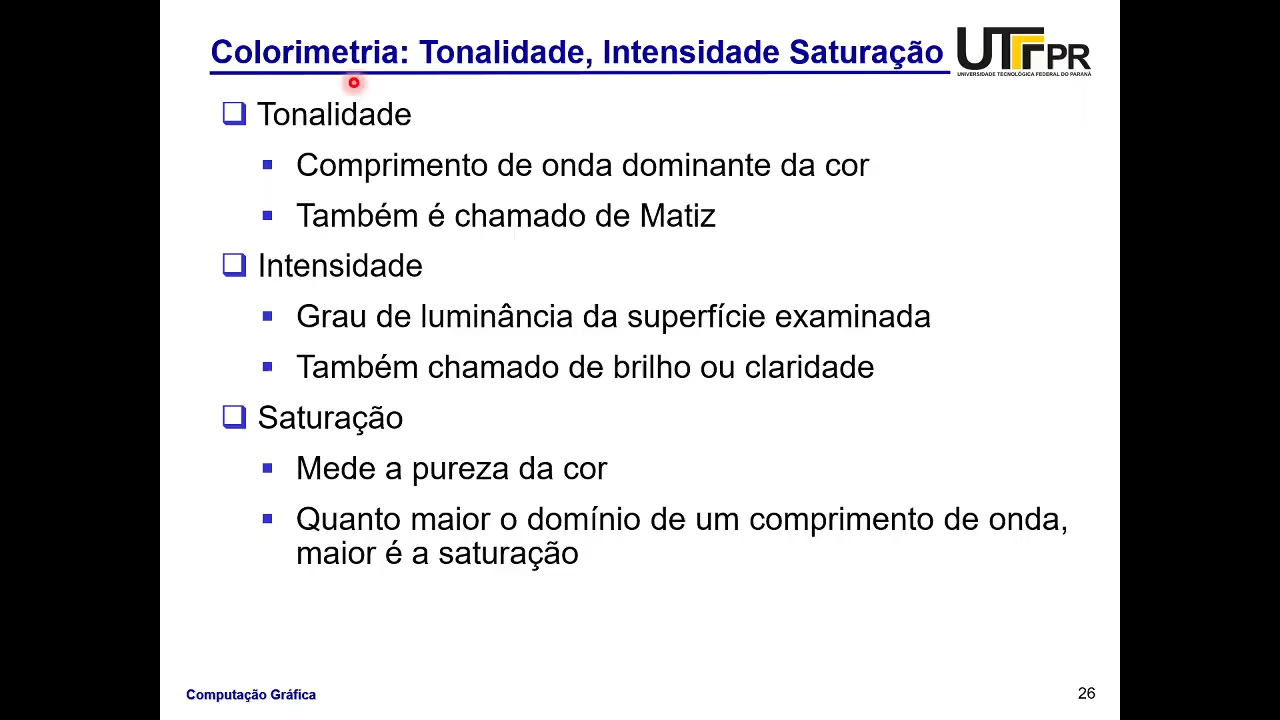 Colorimetria: Tonalidade, Intensidade Saturação
UTFPR
UNIVERSIDADE TECNOLÓGICA FEDERAL DO PARANÁ
Tonalidade
Comprimento de onda dominante da cor
Também é chamado de Matiz
Intensidade
Grau de luminância da superfície examinada
Também chamado de brilho ou claridade
Saturação
Mede a pureza da cor
Quanto maior o domínio de um comprimento de onda,
maior é a saturação
Computação Gráfica
26